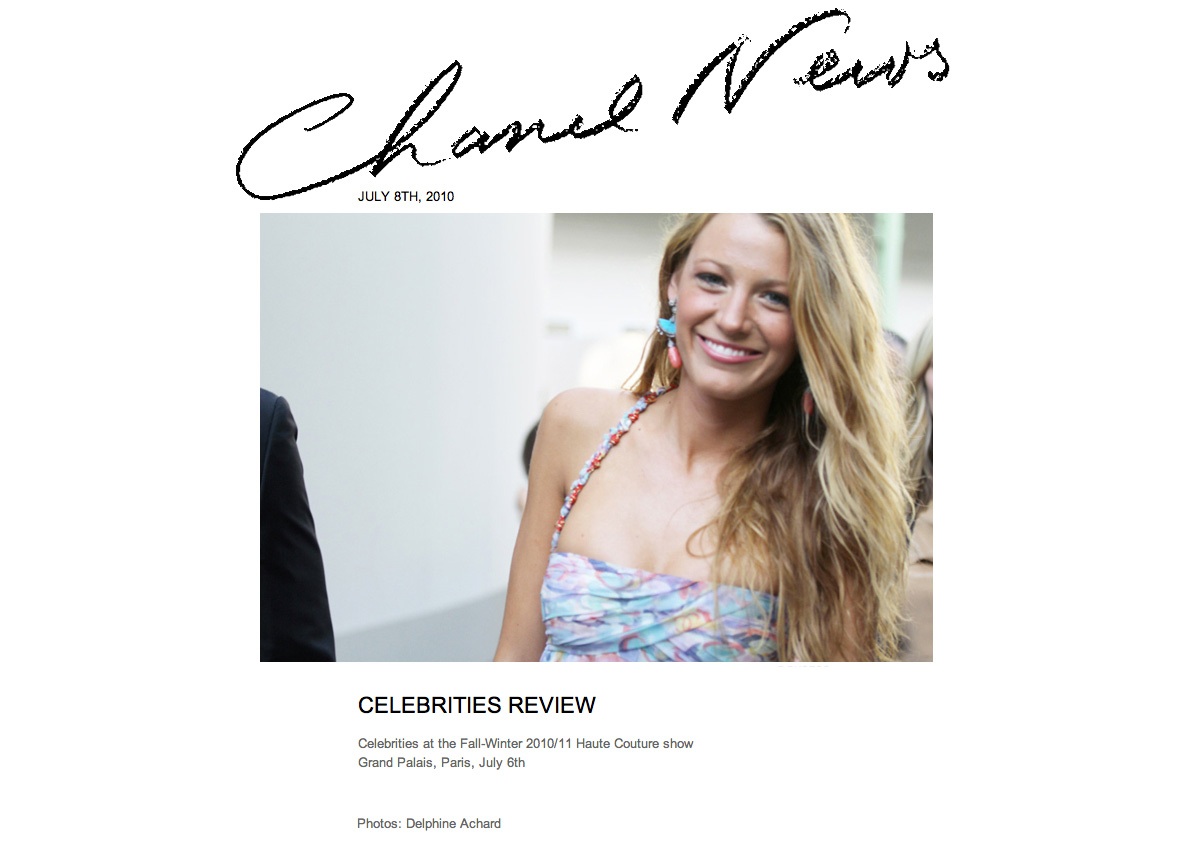 Chanel News
JULY 8TH, 2010
CELEBRITIES REVIEW
Celebrities at the Fall-Winter 2010/11 Haute Couture show
Grand Palais, Paris, July 6th
Photos: Delphine Achard